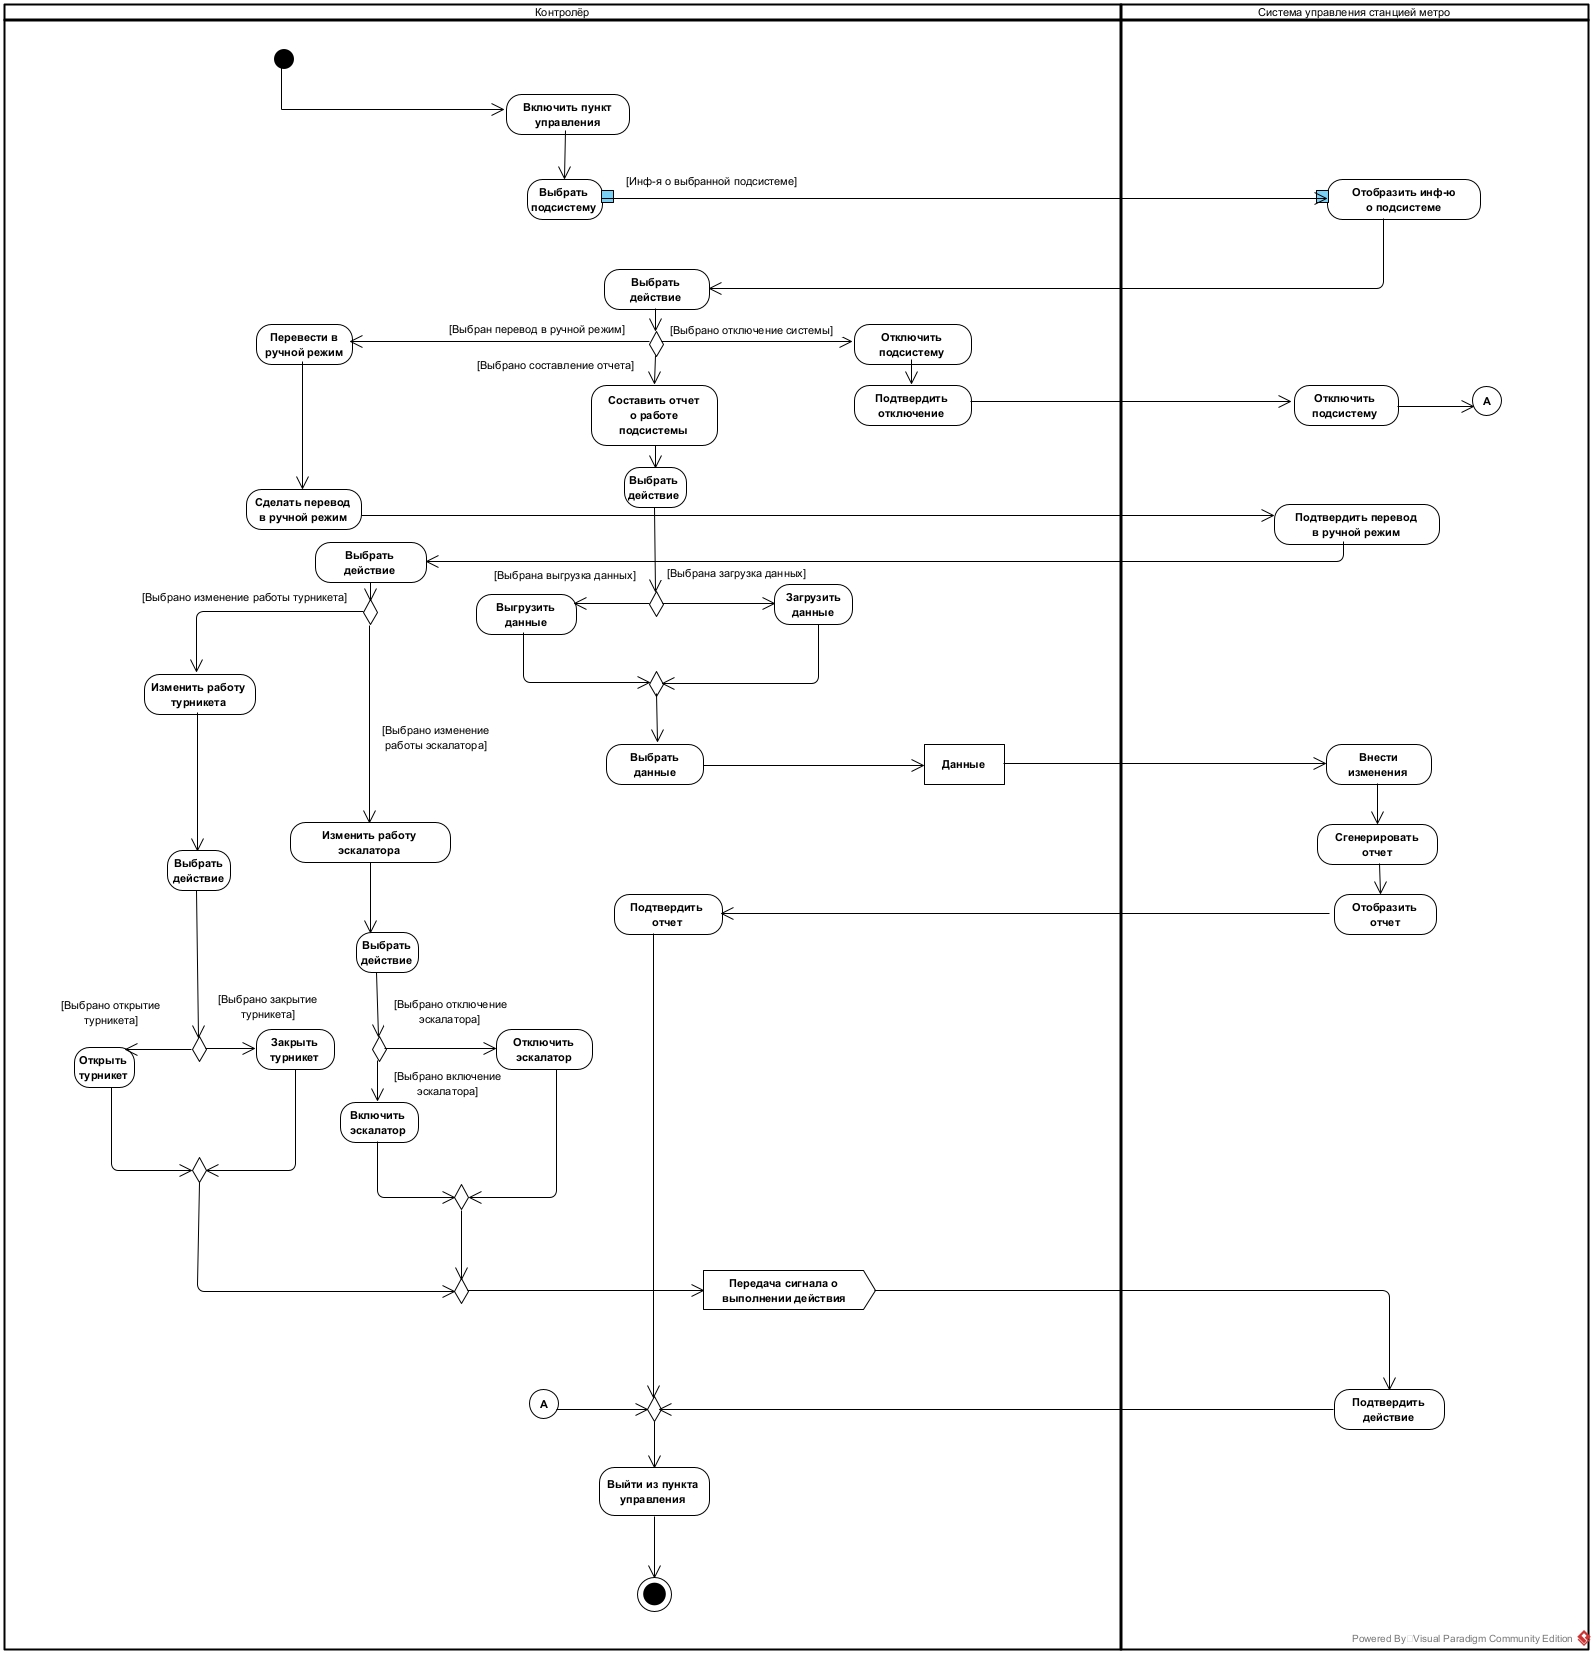 Контролёр
Система управления станцией метро
Включить пункт
управления
Выбрать
подсистему
[Инф-я о выбранной подсистеме]
Отобразить инф-ю
о подсистеме
Выбрать
действие
[Выбран перевод в ручной режим]
[Выбрано отключение системы]
Перевести в
ручной режим
Отключить
подсистему
[Выбрано составление отчета]
Составить отчет
о работе
подсистемы
Подтвердить
отключение
Отключить
подсистему
A
Выбрать
действие
Сделать перевод
в ручной режим
Подтвердить перевод
в ручной режим
Выбрать
действие
[Выбрана выгрузка данных]
[Выбрана загрузка данных]
[Выбрано изменение работы турникета]
Выгрузить
данные
Загрузить
данные
Изменить работу
турникета
[Выбрано изменение
работы эскалатора]
Выбрать
данные
Данные
Внести
изменения
Изменить работу
эскалатора
Сгенерировать
отчет
Выбрать
действие
Подтвердить
отчет
Отобразить
отчет
Выбрать
действие
[Выбрано открытие
турникета]
[Выбрано закрытие
турникета]
[Выбрано отключение
эскалатора]
Открыть
турникет
Закрыть
турникет
Отключить
эскалатор
[Выбрано включение
эскалатора]
Включить
эскалатор
Передача сигнала о
выполнении действия
A
Подтвердить
действие
Выйти из пункта
управления
Powered By Visual Paradigm Community Edition